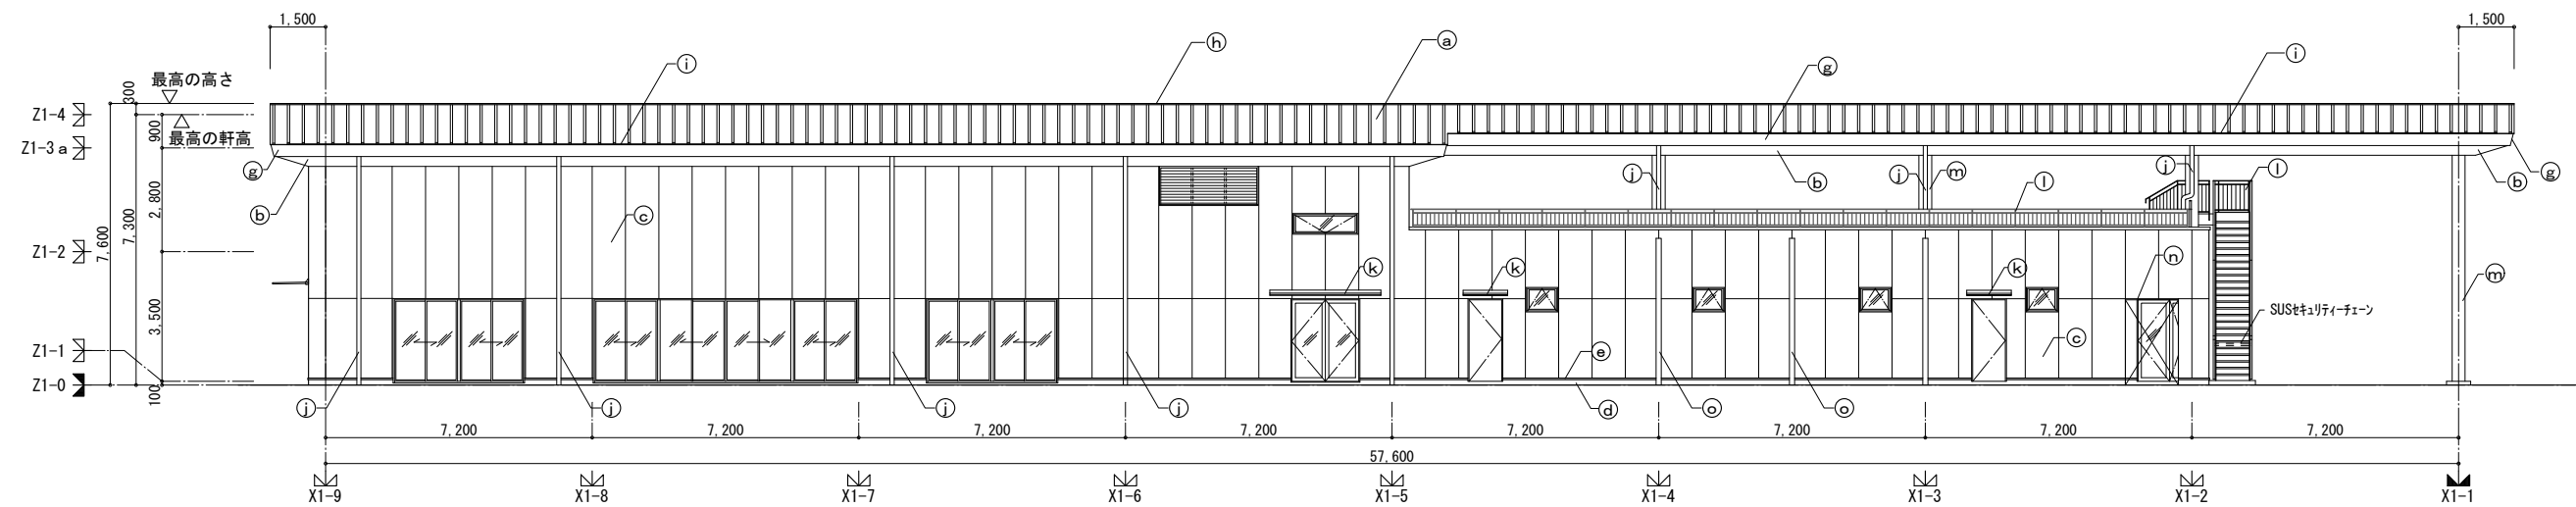 1,500
1,500
ⓗ
ⓐ
ⓘ
ⓖ
ⓘ
最高の高さ
300
Z1-4
最高の軒高
900
Z1-3a
ⓖ
ⓙ
ⓙ
ⓜ
ⓙ
ⓛ
ⓖ
ⓑ
ⓑ
ⓛ
ⓑ
2,800
7,300
7,600
ⓒ
Z1-2
ⓚ
ⓚ
ⓚ
ⓝ
ⓜ
3,500
SUSセキュリティーチェーン
ⓒ
Z1-1
ⓔ
Z1-0
100
ⓙ
ⓙ
ⓙ
ⓙ
ⓓ
ⓞ
ⓞ
7,200
7,200
7,200
7,200
7,200
7,200
7,200
7,200
57,600
X1-9
X1-8
X1-7
X1-6
X1-5
X1-4
X1-3
X1-2
X1-1